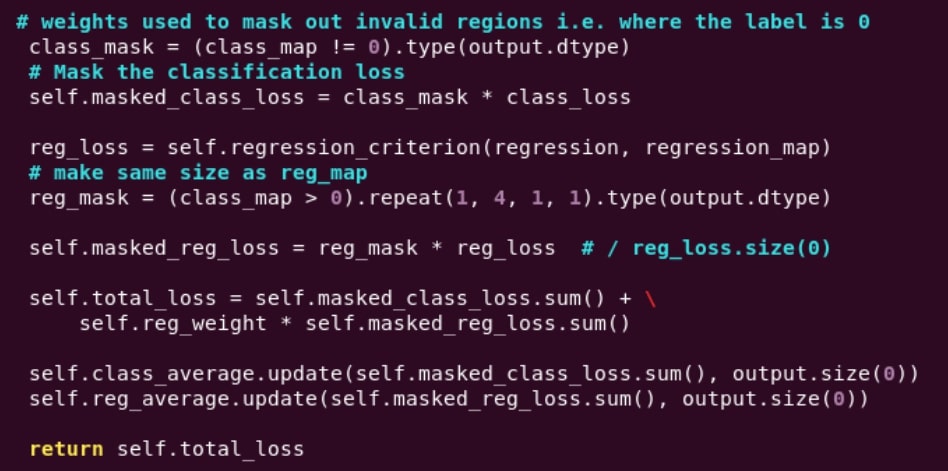 # weights used to mask out invalid regions i.e. where the label is 0
class_mask = (class_map != 0).type(output.dtype)
# Mask the classification loss
self.masked_class_loss = class_mask * class_loss
reg_loss = self.regression_criterion(regression, regression_map)
# make same size as reg_map
reg_mask = (class_map > 0).repeat(1, 4, 1, 1).type(output.dtype)
self.masked_reg_loss = reg_mask * reg_loss  # / reg_loss.size(0)
self.total_loss = self.masked_class_loss.sum() + \
    self.reg_weight * self.masked_reg_loss.sum()
self.class_average.update(self.masked_class_loss.sum(), output.size(0))
self.reg_average.update(self.masked_reg_loss.sum(), output.size(0))
return self.total_loss